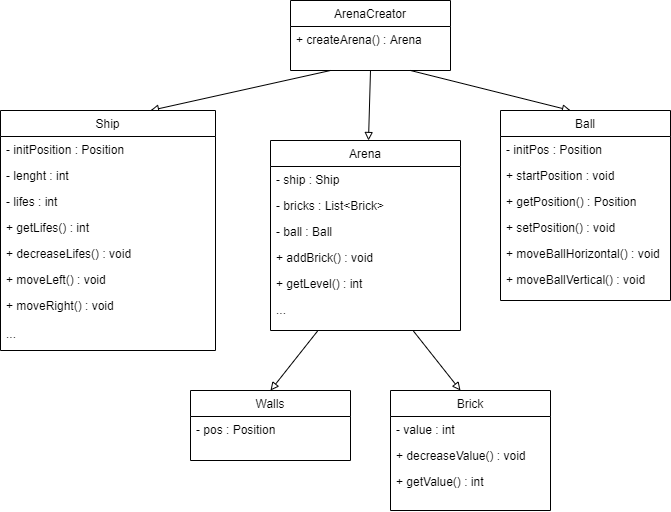 ArenaCreator
+ createArena() : Arena
Ship
- initPosition : Position
- lenght : int
- lifes : int
+ getLifes() : int
+ decreaseLifes() : void
+ moveLeft() : void
+ moveRight() : void
...
Arena
- ship : Ship
- bricks : List<Brick>
- ball : Ball
+ addBrick() : void
+ getLevel() : int
...
Ball
- initPos : Position
+ startPosition : void
+ getPosition() : Position
+ setPosition() : void
+ moveBallHorizontal() : void
+ moveBallVertical() : void
Walls
- pos : Position
Brick
- value : int
+ decreaseValue() : void
+ getValue() : int